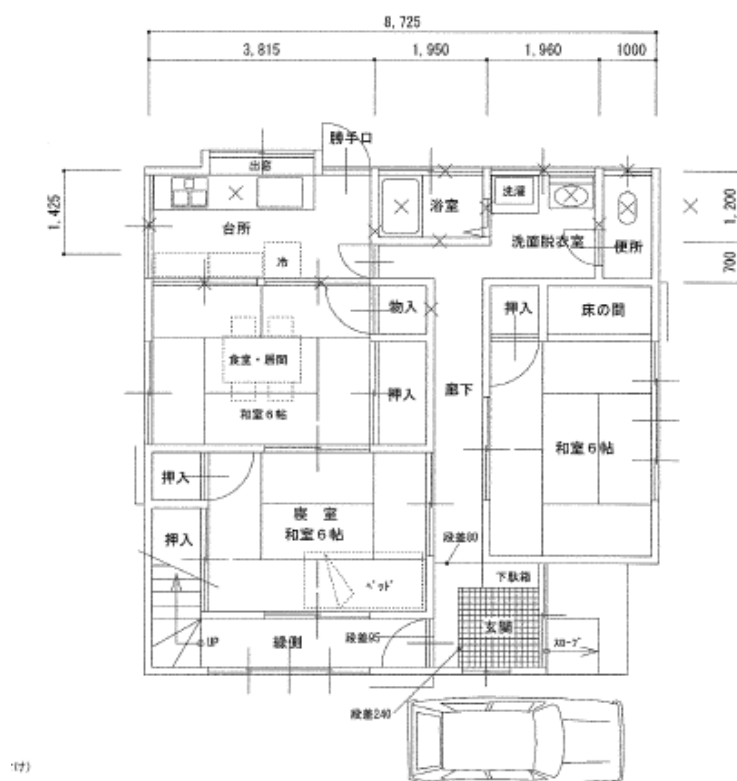 8,725
3,815
1,950
1,960
1000
勝手口
出窓
1,425
台所
冷
浴室
洗濯
洗面脱衣室
便所
1,200
700
物入
押入
床の間
食室・居間
和室6帖
押入
廊下
和室6帖
押入
寝室
和室6帖
押入
ベッド
段差80
下駄箱
玄関
スロープ
UP
縁側
段差95
段差240
け)